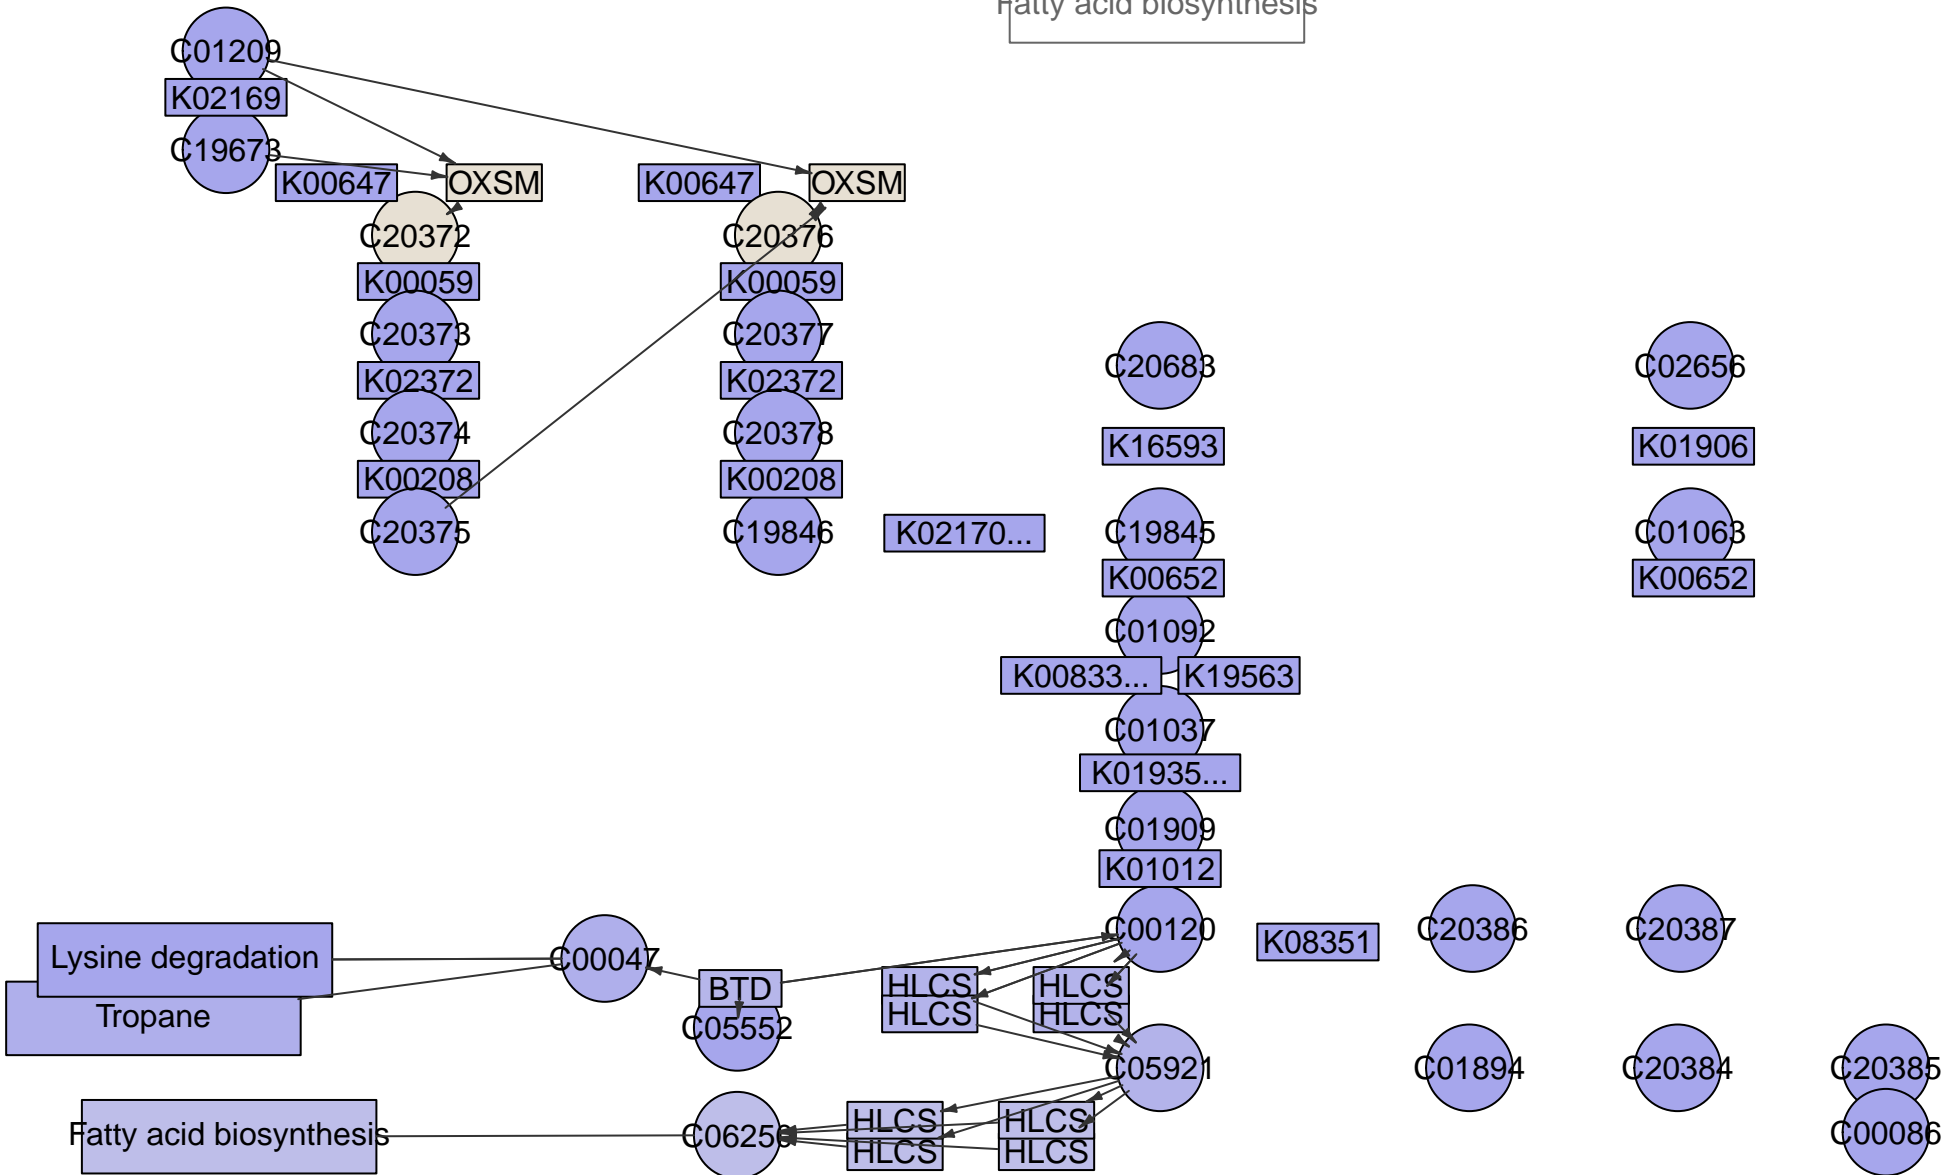 Fatty acid biosynthesis
C01209
K02169
C19673
K00647
OXSM
K00647
OXSM
C20372
C20376
K00059
K00059
C20373
C20377
K02372
K02372
C20374
C20378
K00208
K00208
C20375
C19846
K02170...
C20683
C02656
K16593
K01906
C19845
C01063
K00652
K00652
C01092
K00833...
K19563
C01037
K01935...
C01909
K01012
C00120
K08351
C20386
C20387
Lysine degradation
C00047
Tropane
BTD
HLCS
HLCS
HLCS
HLCS
C05552
C05921
C01894
C20384
C20385
Fatty acid biosynthesis
C06250
HLCS
HLCS
HLCS
HLCS
C00086